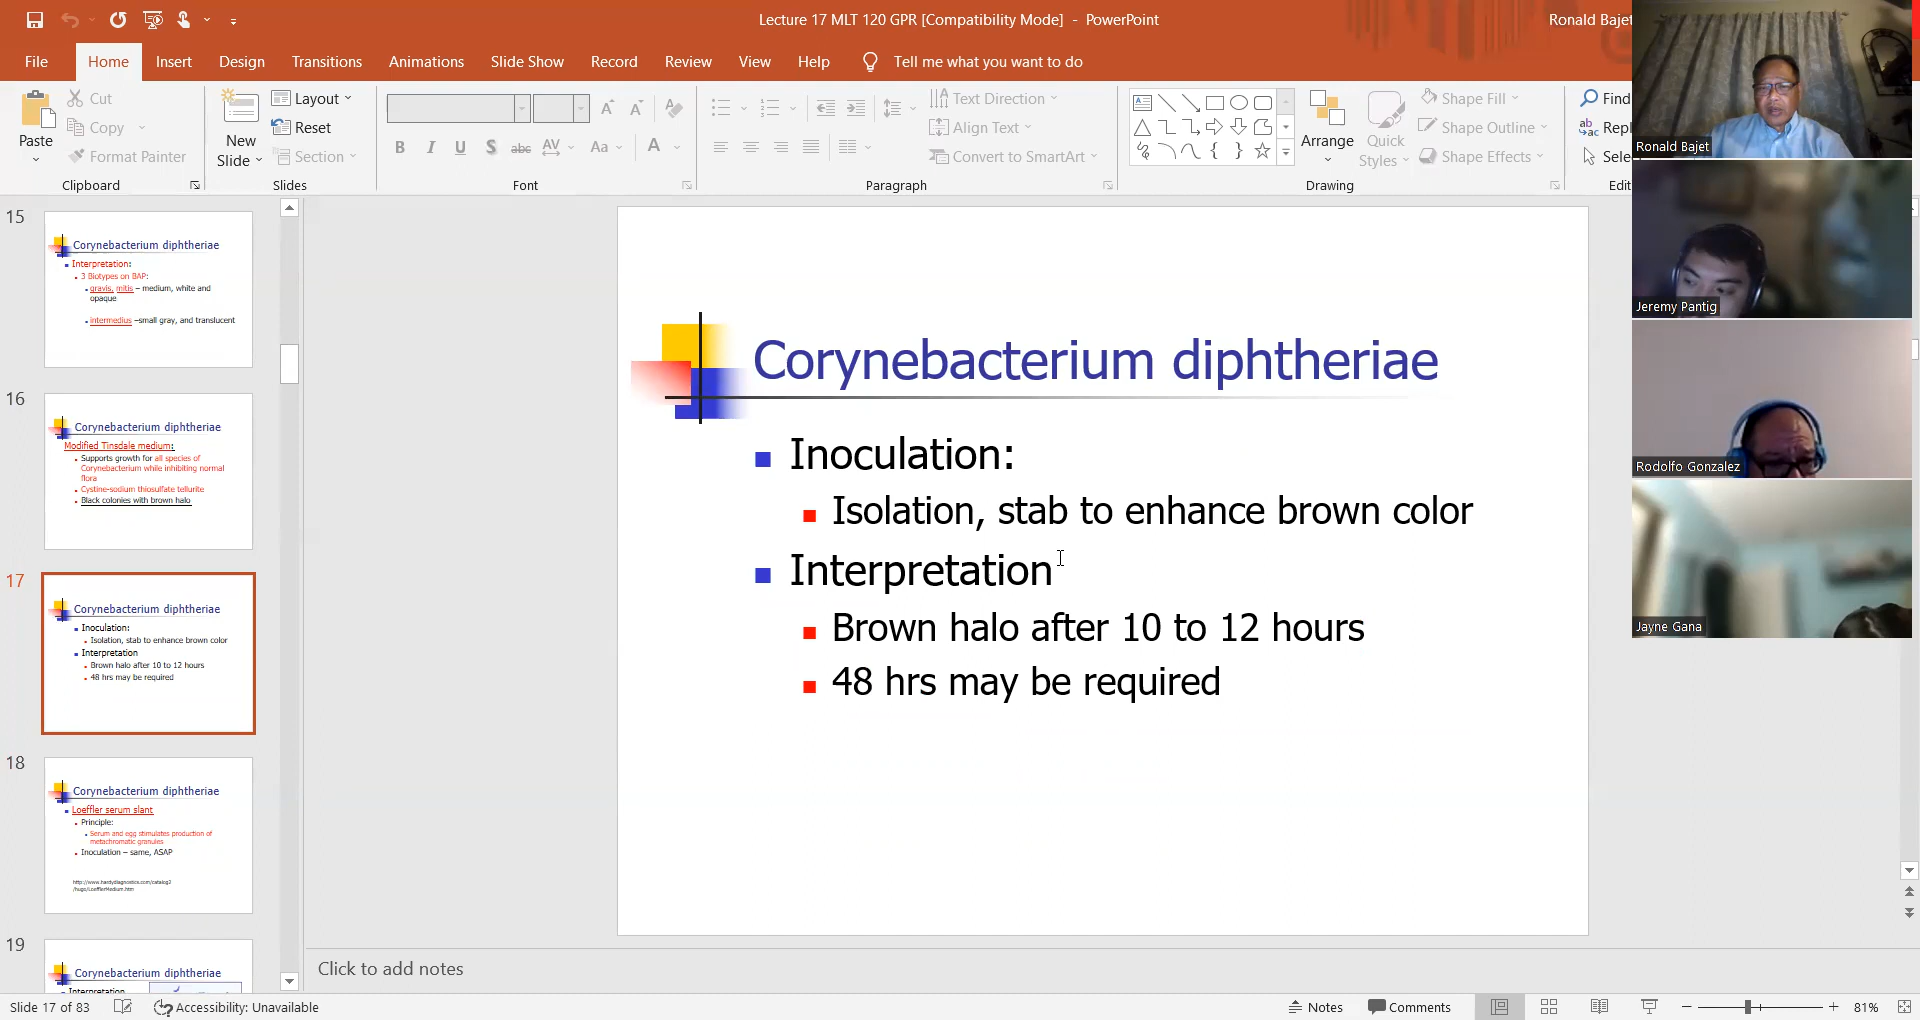 Lecture 17 MLT 120 GPR [Compatibility Mode] - PowerPoint
Ronald Bajet
File Home Insert Design Transitions Animations Slide Show Record Review View Help Tell me what you want to do
Paste
Cut
Copy
Format Painter
Clipboard
New
Slide
Layout
Reset
Section
Slides
B I U S abc AV Aa A
Font
Text Direction
Align Text
Convert to SmartArt
Paragraph
Arrange
Quick
Styles
Drawing
Shape Fill
Shape Outline
Shape Effects
Find
Repl
Sele
Edit
Ronald Bajet
Jeremy Pantig
Rodolfo Gonzalez
Jayne Gana
15
Corynebacterium diphtheriae
Interpretation:
3 Biotypes on BAP:
gravis, mitis – medium, white and
opaque
intermedius –small gray, and translucent
16
Corynebacterium diphtheriae
Modified Tinsdale medium:
Supports growth for all species of
Corynebacterium while inhibiting normal
flora
Cystine-sodium thiosulfate tellurite
Black colonies with brown halo
17
Corynebacterium diphtheriae
Inoculation:
Isolation, stab to enhance brown color
Interpretation
Brown halo after 10 to 12 hours
48 hrs may be required
18
Corynebacterium diphtheriae
Loeffler serum slant
Principle:
Serum and egg stimulates production of
metachromatic granules
Inoculation – same, ASAP
19
Corynebacterium diphtheriae
Interpretation
Corynebacterium diphtheriae
Inoculation:
Isolation, stab to enhance brown color
Interpretation
Brown halo after 10 to 12 hours
48 hrs may be required
Click to add notes
Slide 17 of 83
Accessibility: Unavailable
Notes
Comments
81%